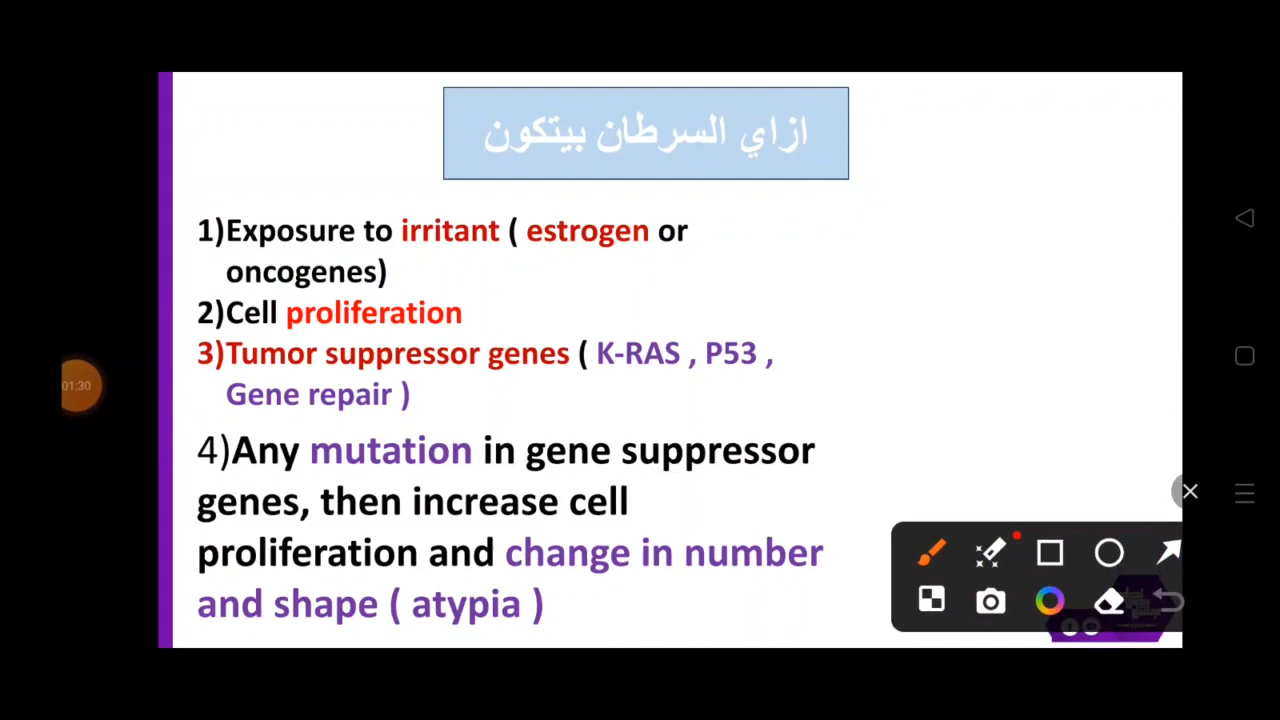 ازاي السرطان بيتكون
1)Exposure to irritant ( estrogen or
oncogenes)
2)Cell proliferation
3)Tumor suppressor genes ( K-RAS , P53 ,
Gene repair )
4)Any mutation in gene suppressor
genes, then increase cell
proliferation and change in number
and shape ( atypia )
01:30